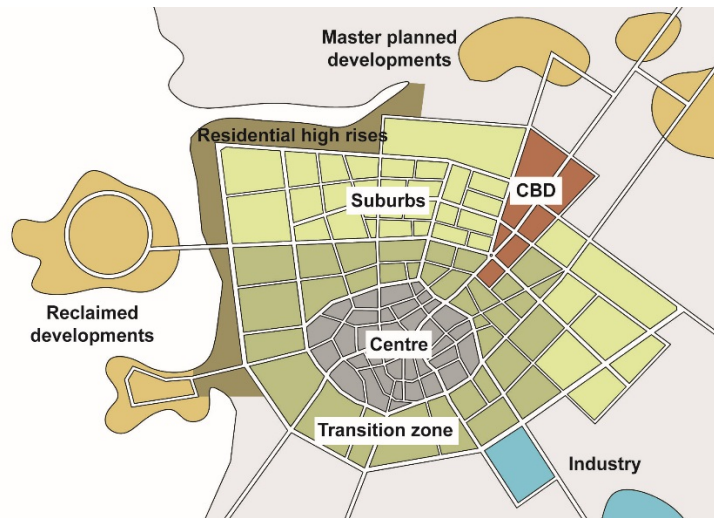 Master planned
developments
Residential high rises
CBD
Suburbs
Reclaimed
developments
Centre
Transition zone
Industry